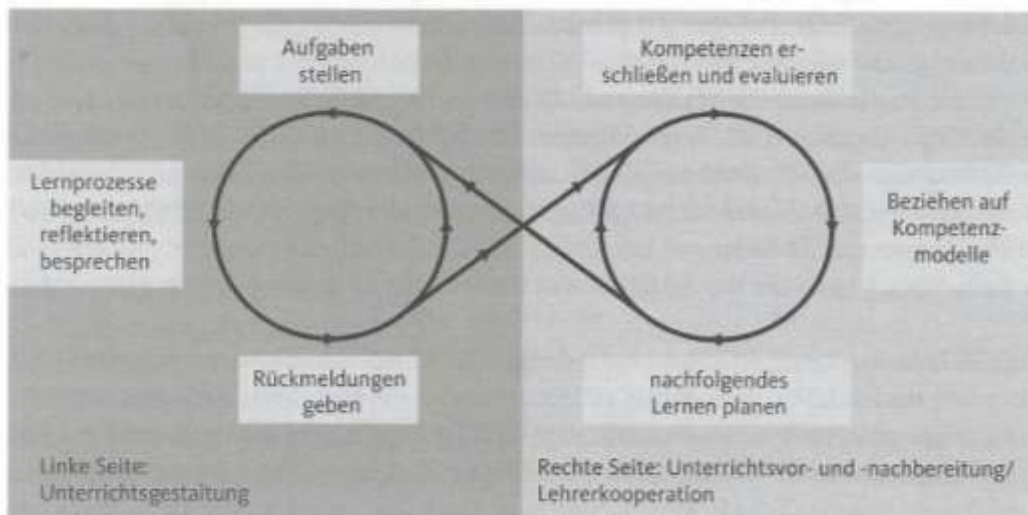 Aufgaben
stellen
Kompetenzen er-
schließen und evaluieren
Lernprozesse
begleiten,
reflektieren,
besprechen
Beziehen auf
Kompetenz-
modelle
Rückmeldungen
geben
nachfolgendes
Lernen planen
Linke Seite:
Unterrichtsgestaltung
Rechte Seite: Unterrichtsvor- und -nachbereitung/
Lehrerkooperation